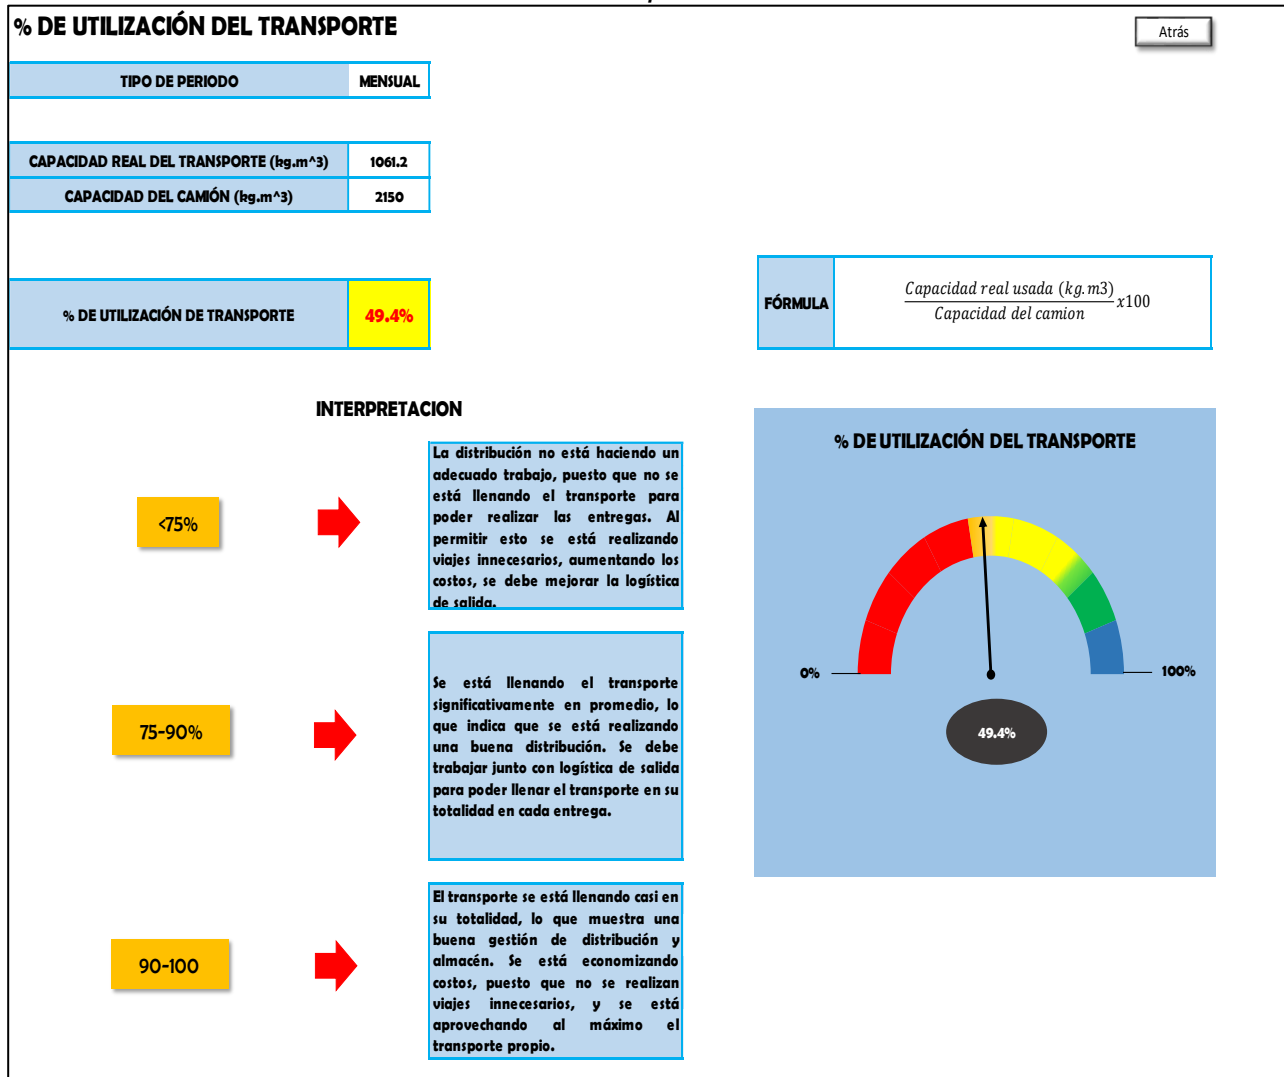 % DE UTILIZACIÓN DEL TRANSPORTE
Atrás
TIPO DE PERIODO MENSUAL
CAPACIDAD REAL DEL TRANSPORTE (kg.m^3) 1061.2
CAPACIDAD DEL CAMIÓN (kg.m^3) 2150
% DE UTILIZACIÓN DE TRANSPORTE 49.4%
FÓRMULA
Capacidad real usada (kg.m3)
Capacidad del camion
x100
INTERPRETACION
<75%
La distribución no está haciendo un
adecuado trabajo, puesto que no se
está llenando el transporte para
poder realizar las entregas. Al
permitir esto se está realizando
viajes innecesarios, aumentando los
costos, se debe mejorar la logística
de salida.
75-90%
Se está llenando el transporte
significativamente en promedio, lo
que indica que se está realizando
una buena distribución. Se debe
trabajar junto con logística de salida
para poder llenar el transporte en su
totalidad en cada entrega.
90-100
El transporte se está llenando casi en
su totalidad, lo que muestra una
buena gestión de distribución y
almacén. Se está economizando
costos, puesto que no se realizan
viajes innecesarios, y se está
aprovechando al máximo el
transporte propio.
% DE UTILIZACIÓN DEL TRANSPORTE
0%
100%
49.4%